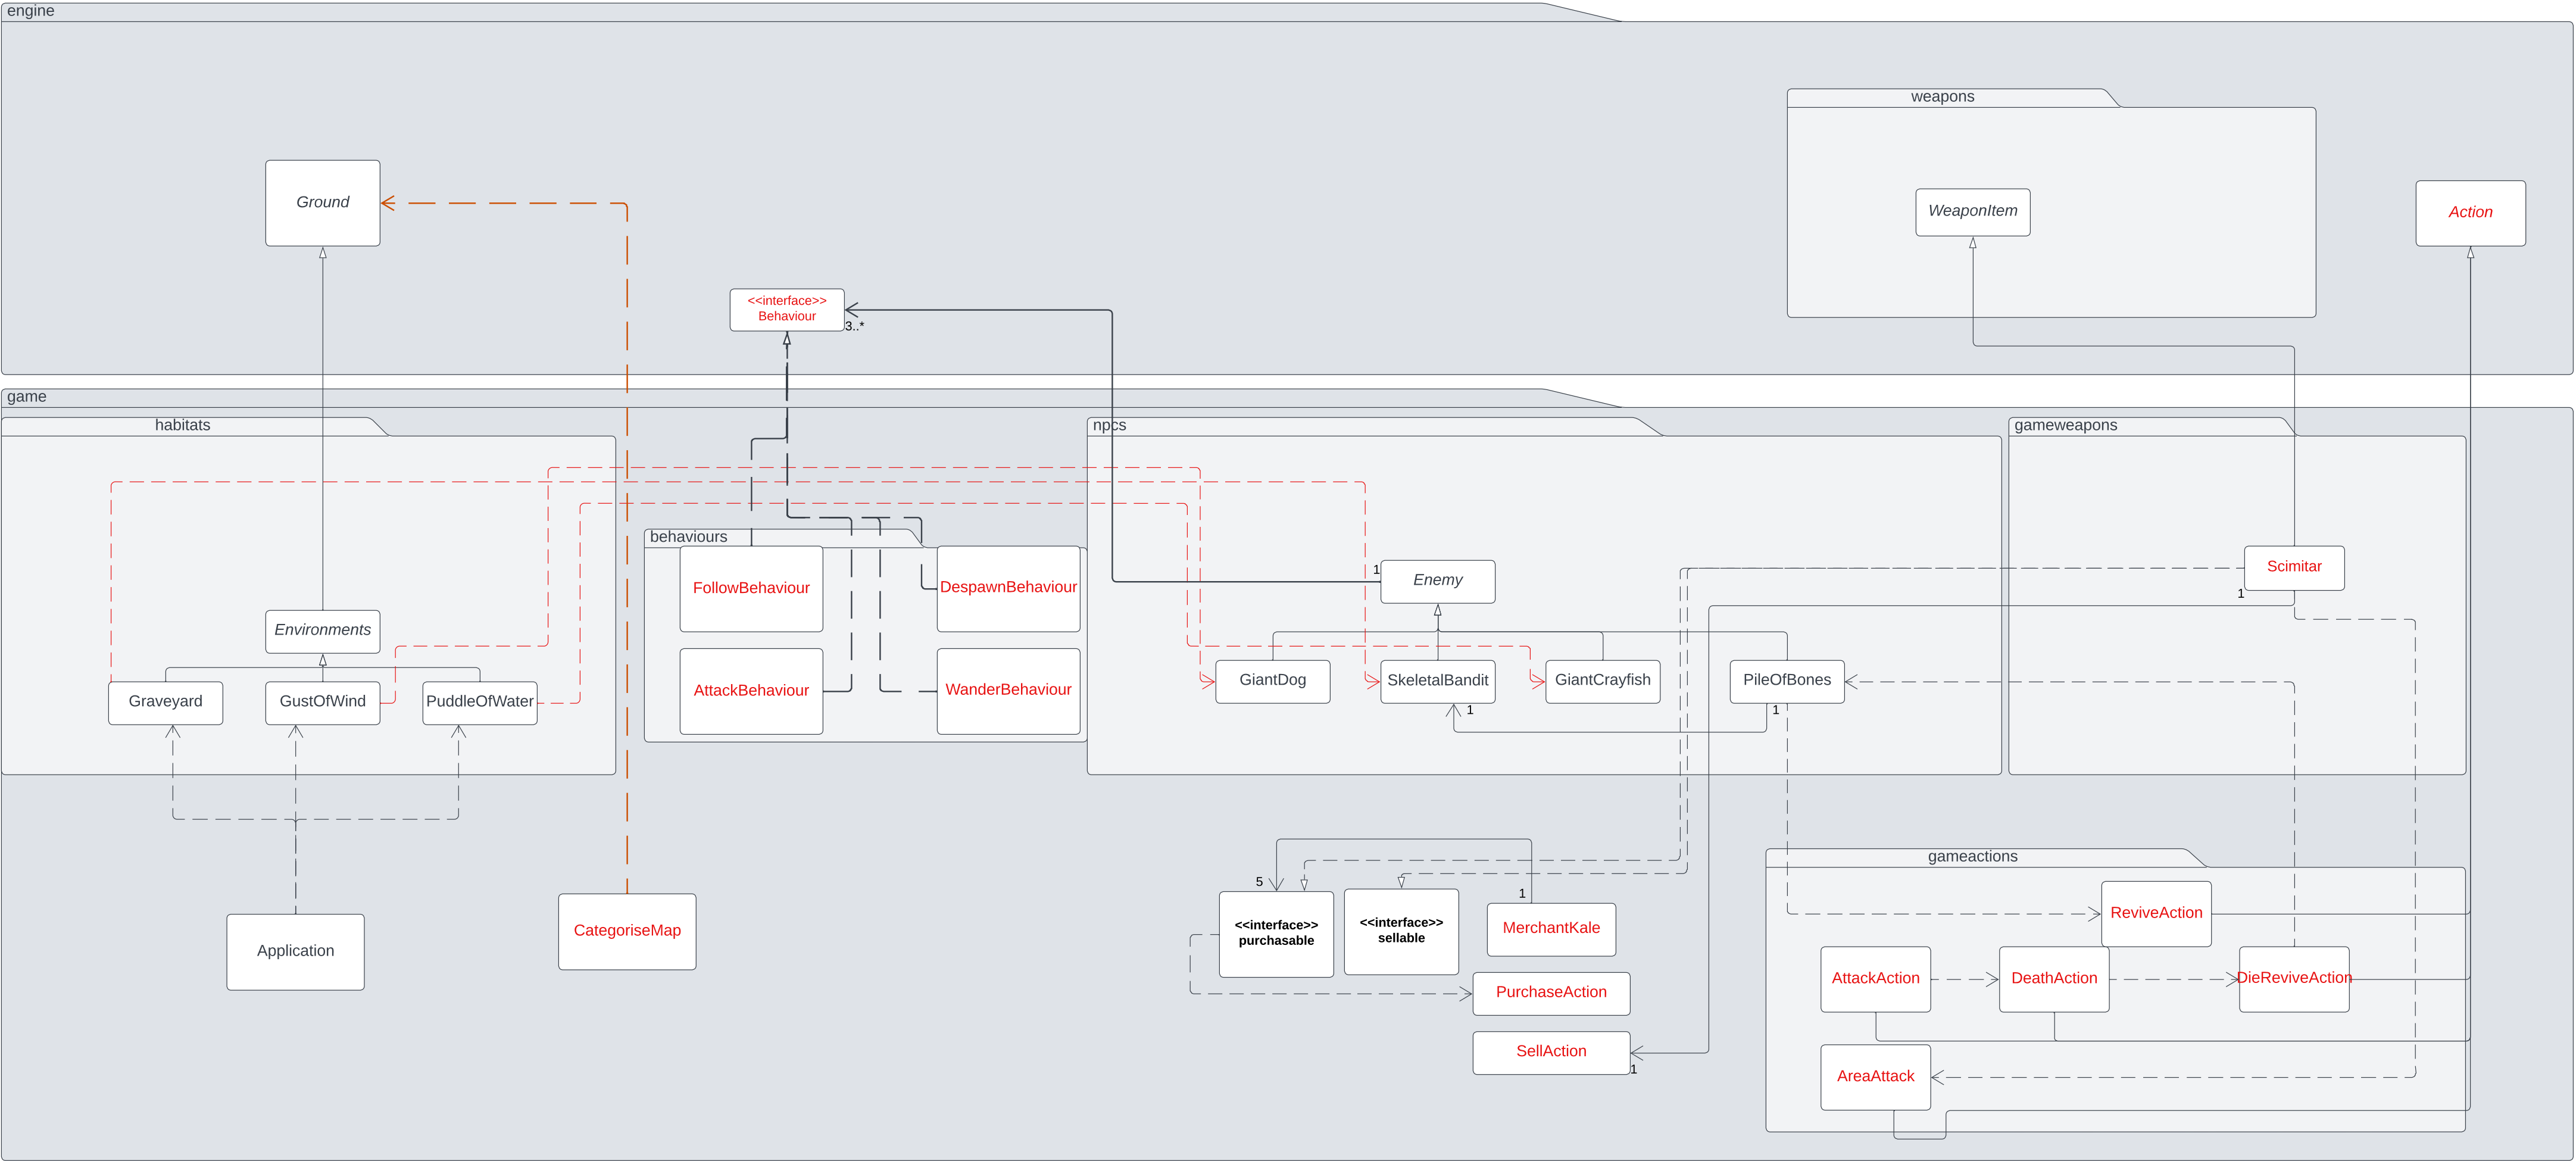 engine
weapons
Ground
WeaponItem
Action
<<interface>>
Behaviour
3..*
game
habitats
npcs
gameweapons
behaviours
FollowBehaviour
DespawnBehaviour
1
Enemy
Scimitar
1
Environments
AttackBehaviour
WanderBehaviour
GiantDog
SkeletalBandit
GiantCrayfish
PileOfBones
Graveyard
GustOfWind
PuddleOfWater
1
1
gameactions
5
1
<<interface>>
purchasable
<<interface>>
sellable
MerchantKale
ReviveAction
CategoriseMap
Application
AttackAction
DeathAction
DieReviveAction
PurchaseAction
SellAction
1
AreaAttack